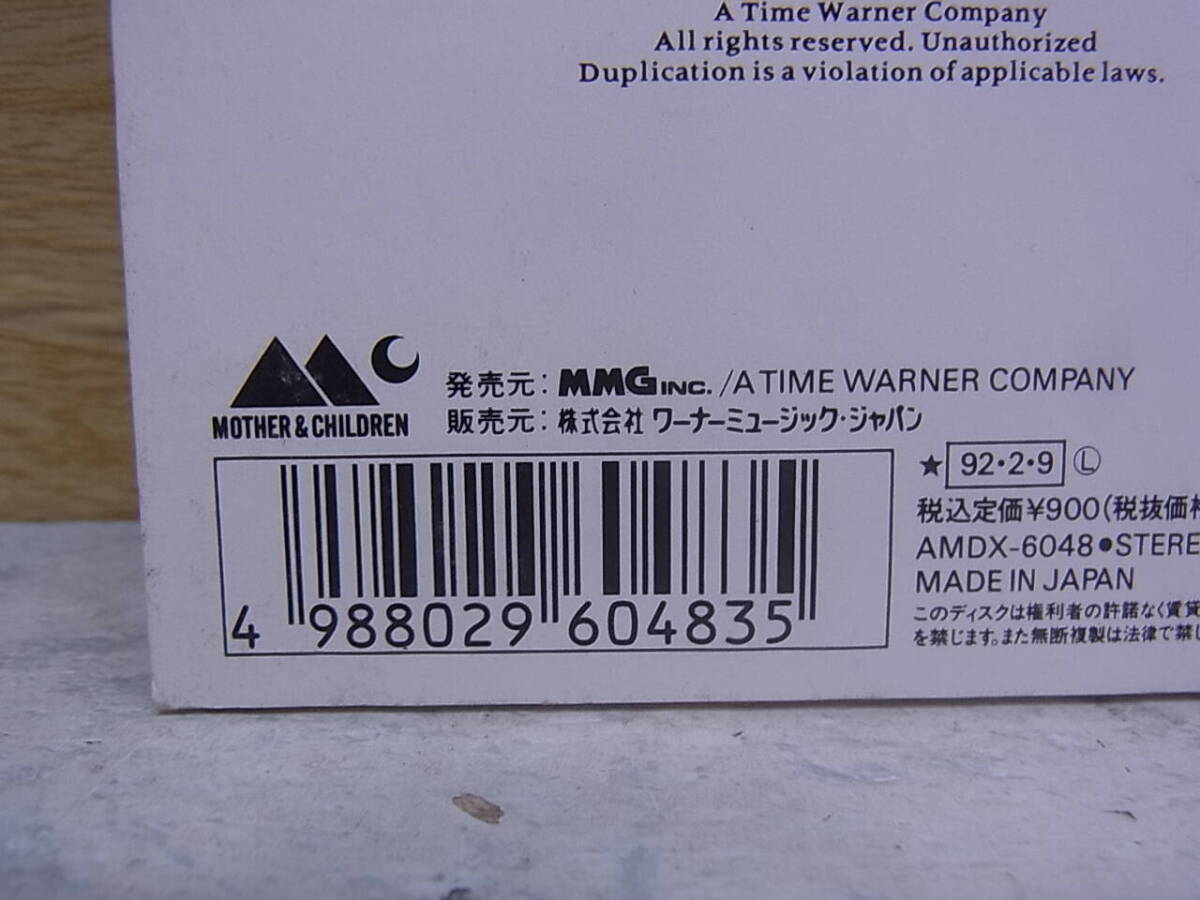 A Time Warner Company
All rights reserved. Unauthorized
Duplication is a violation of applicable laws.
MOTHER & CHILDREN
発売元: MMG INC. /A TIME WARNER COMPANY
販売元: 株式会社 ワーナーミュージック・ジャパン
4 988029 604835
★ 92・2・9 Ⓛ
税込定価¥900(税抜価
AMDX-6048●STERE
MADE IN JAPAN
このディスクは権利者の許諾なく賃貸
を禁じます。また無断複製は法律で禁じ